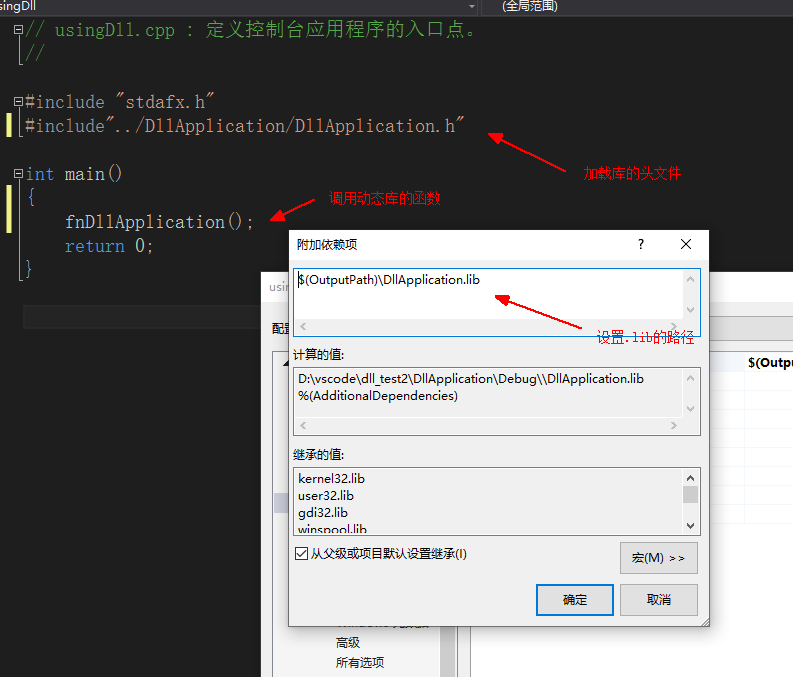 singDll
(全局范围)
// usingDll.cpp : 定义控制台应用程序的入口点。
//
#include "stdafx.h"
#include"../DllApplication/DllApplication.h"
加载库的头文件
int main()
{
调用动态库的函数
fnDllApplication();
return 0;
}
附加依赖项
?
usin
$(OutputPath)\DllApplication.lib
配置
设置.lib的路径
计算的值:
$(Outpu
D:\vscode\dll_test2\DllApplication\Debug\\DllApplication.lib
%(AdditionalDependencies)
继承的值:
kernel32.lib
user32.lib
gdi32.lib
winspool.lib
从父级或项目默认设置继承(I)
宏(M) >>
确定
取消
高级
所有选项